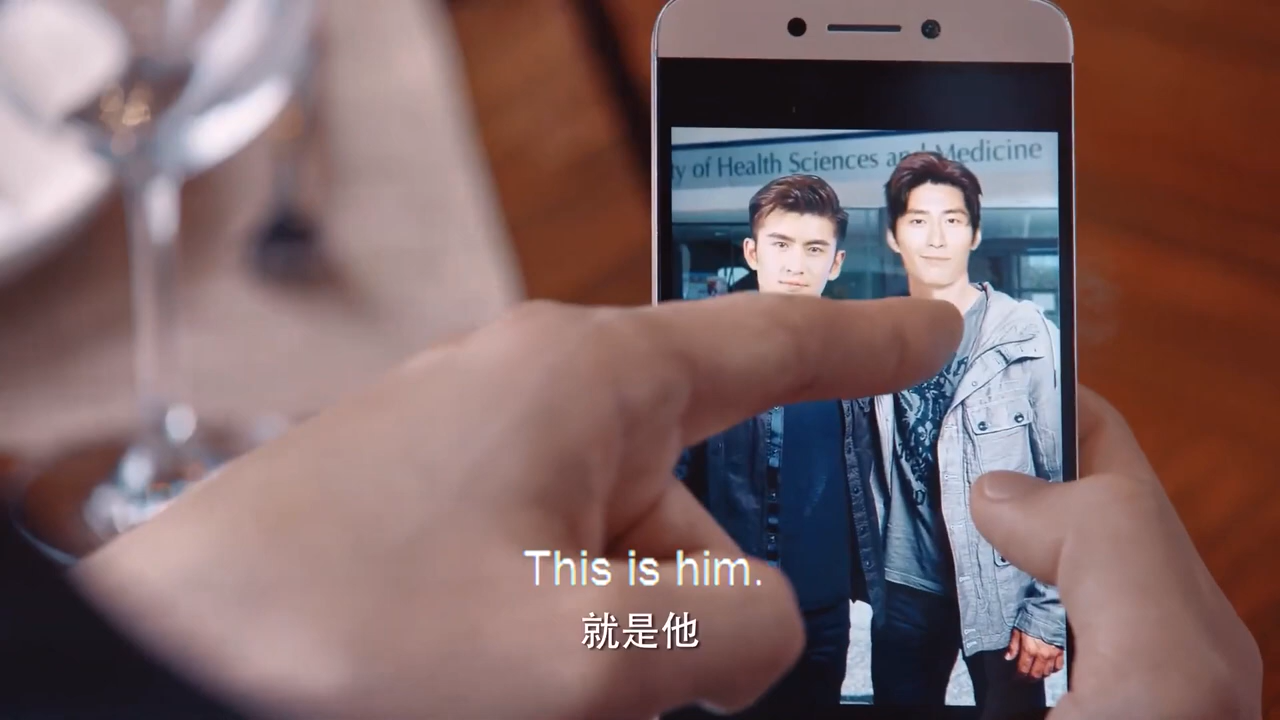 y of Health Sciences and Medicine
This is him.
就是他